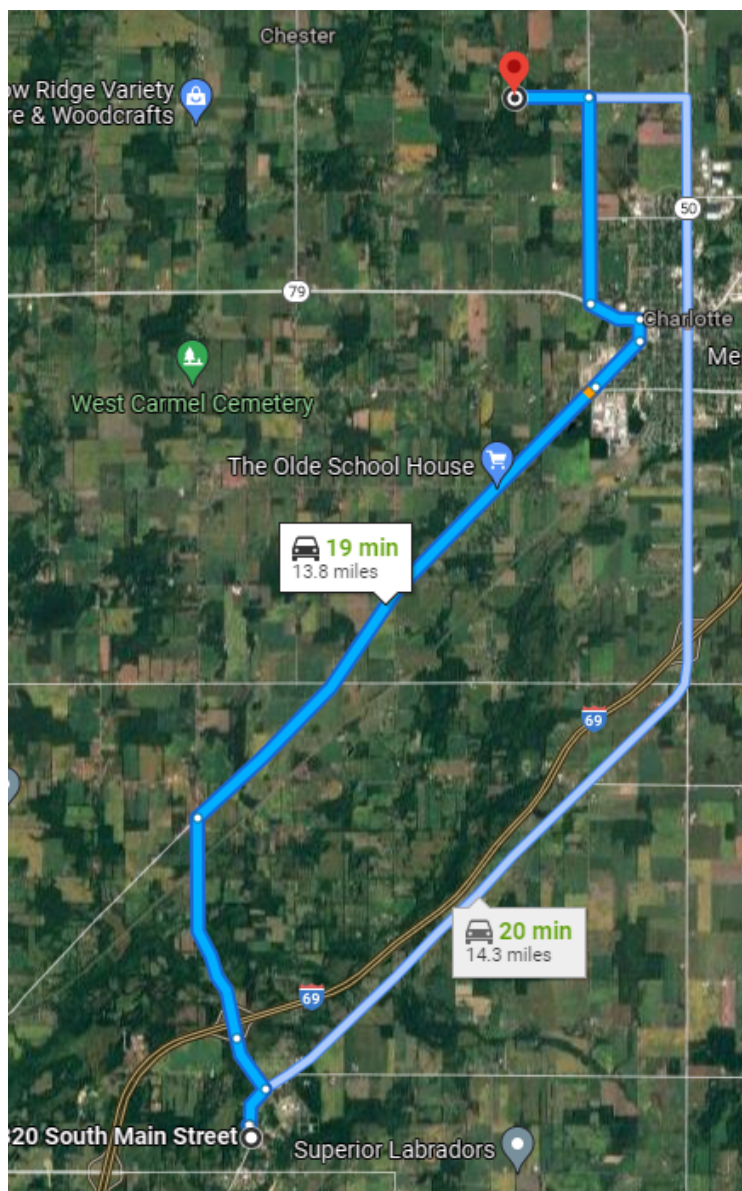 Chester
ow Ridge Variety
re & Woodcrafts
50
79
Charlotte
Me
West Carmel Cemetery
The Olde School House
19 min
13.8 miles
69
20 min
14.3 miles
69
320 South Main Street
Superior Labradors